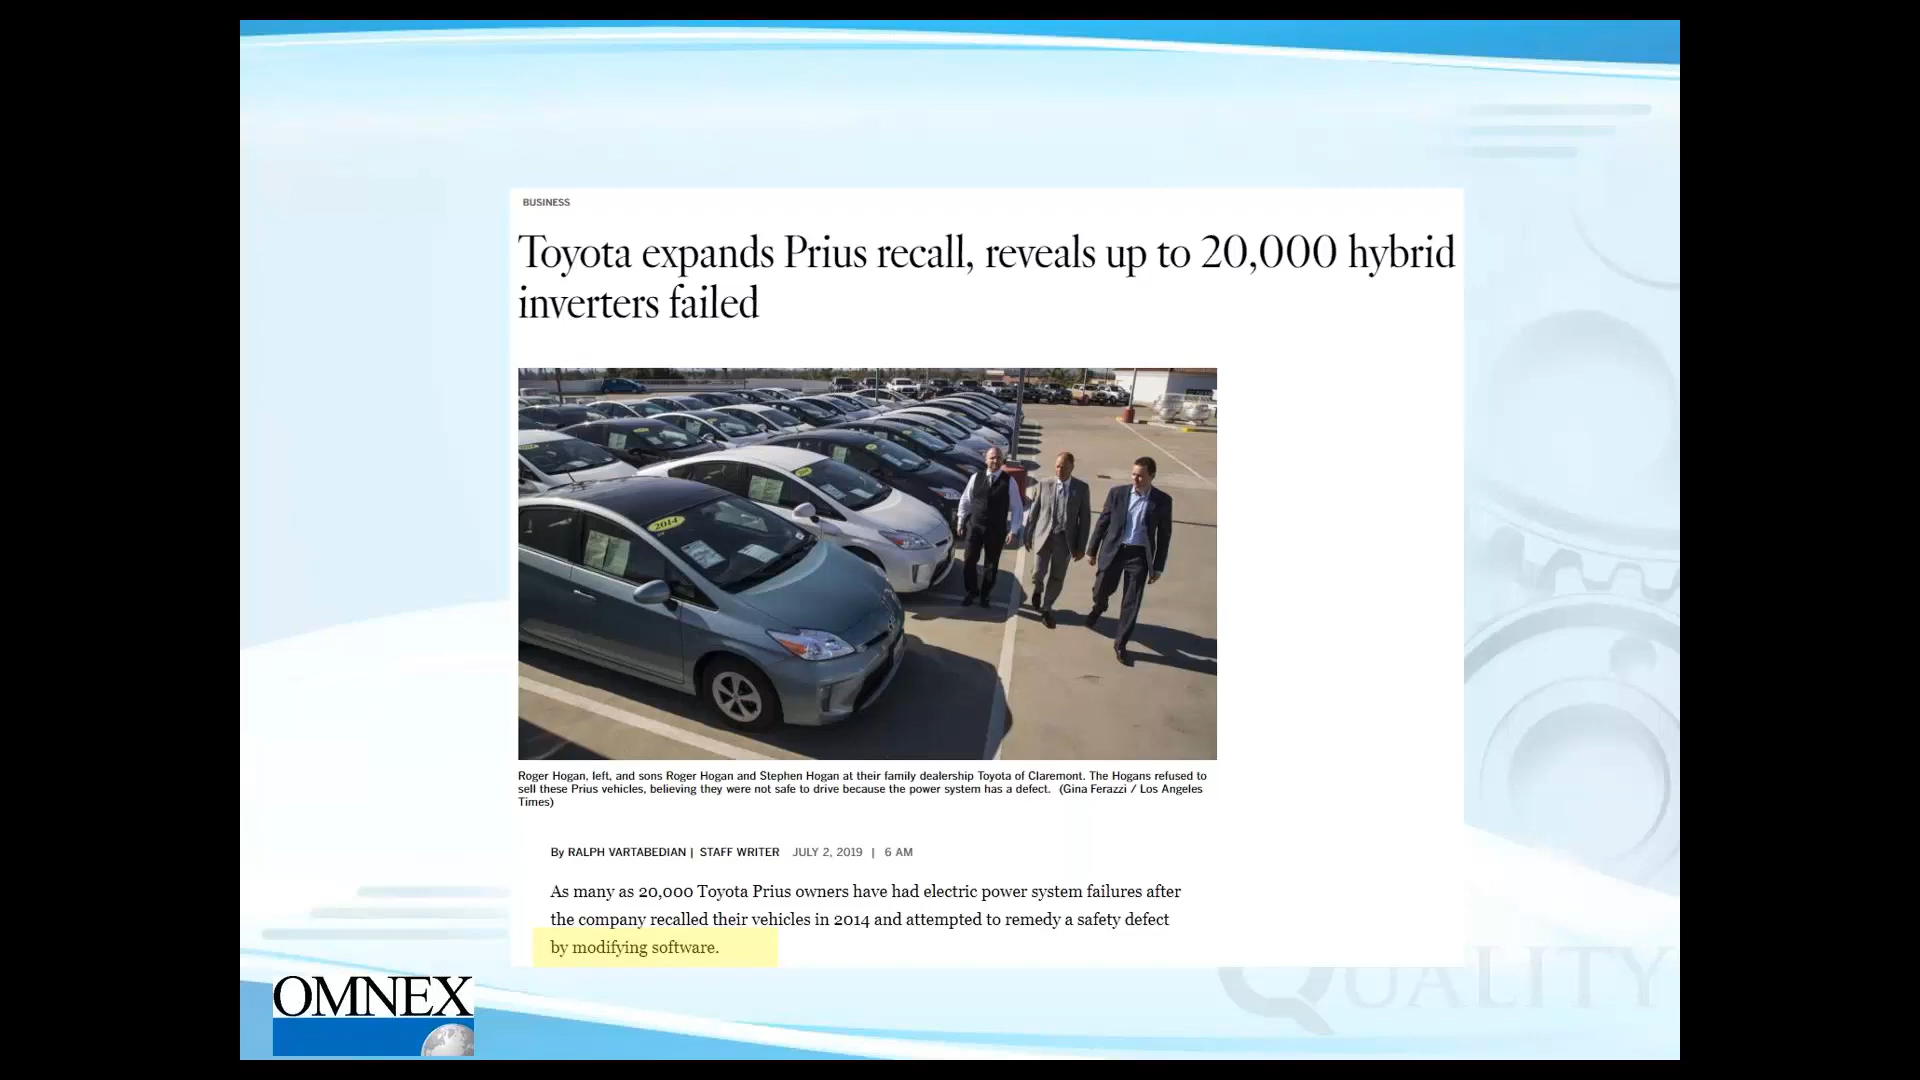 BUSINESS
Toyota expands Prius recall, reveals up to 20,000 hybrid
inverters failed
2014
Roger Hogan, left, and sons Roger Hogan and Stephen Hogan at their family dealership Toyota of Claremont. The Hogans refused to
sell these Prius vehicles, believing they were not safe to drive because the power system has a defect. (Gina Ferazzi / Los Angeles
Times)
By RALPH VARTABEDIAN | STAFF WRITER JULY 2, 2019 | 6 AM
As many as 20,000 Toyota Prius owners have had electric power system failures after
the company recalled their vehicles in 2014 and attempted to remedy a safety defect
by modifying software.
QUALITY
OMNEX